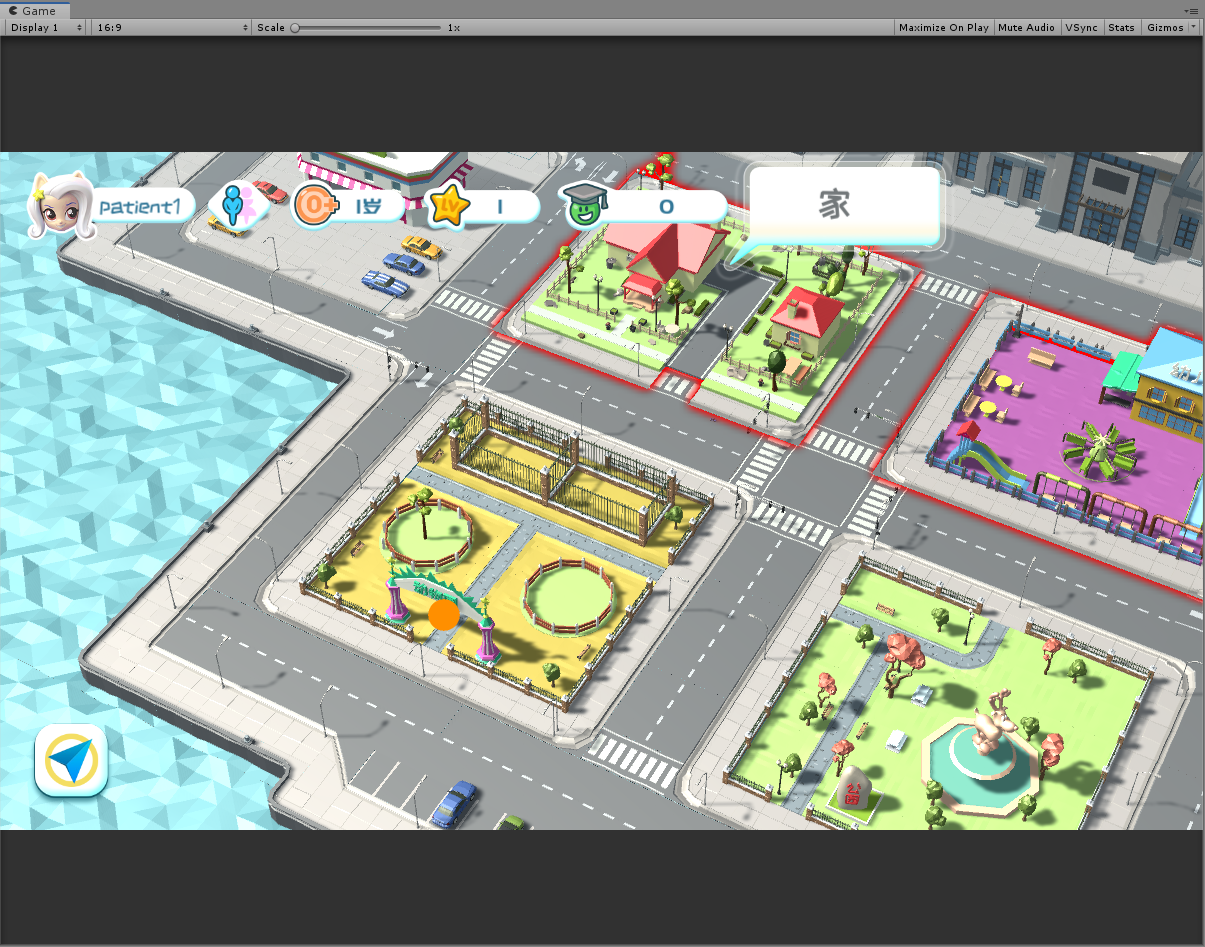 Game
Display 1
16:9
Scale
1x
Maximize On Play
Mute Audio
VSync
Stats
Gizmos
patient1
0+
1岁
LV
1
0
家
公园